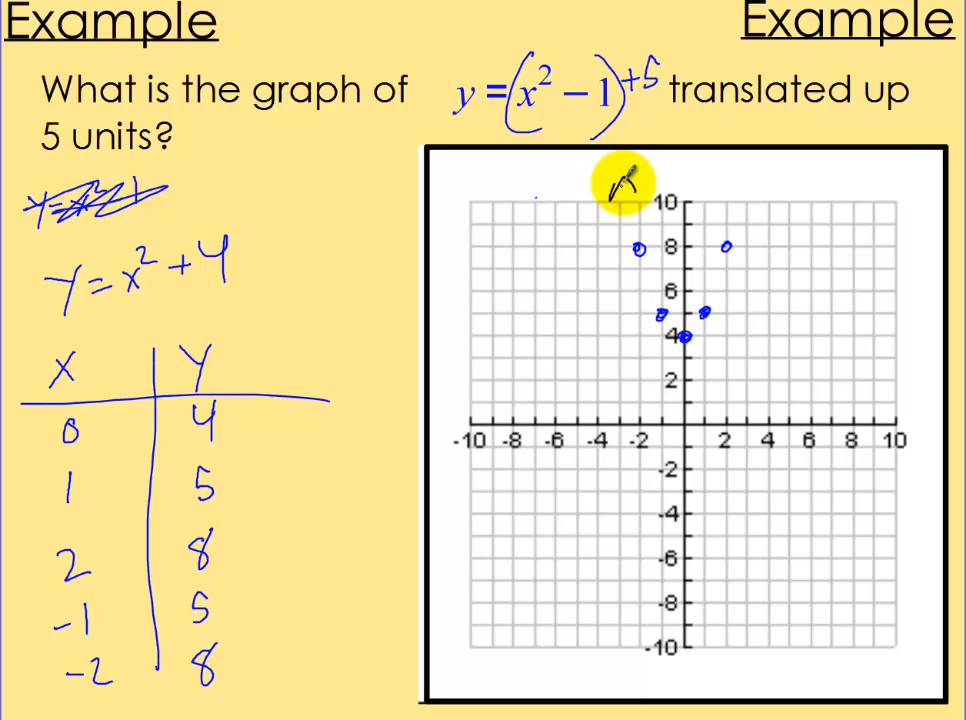 Example Example
What is the graph of y = (x² − 1) +5 translated up
5 units?
y = x² + 4
X Y
0 4
1 5
2 8
-1 5
-2 8
10
8
6
4
2
-10 -8 -6 -4 -2 2 4 6 8 10
-2
-4
-6
-8
-10